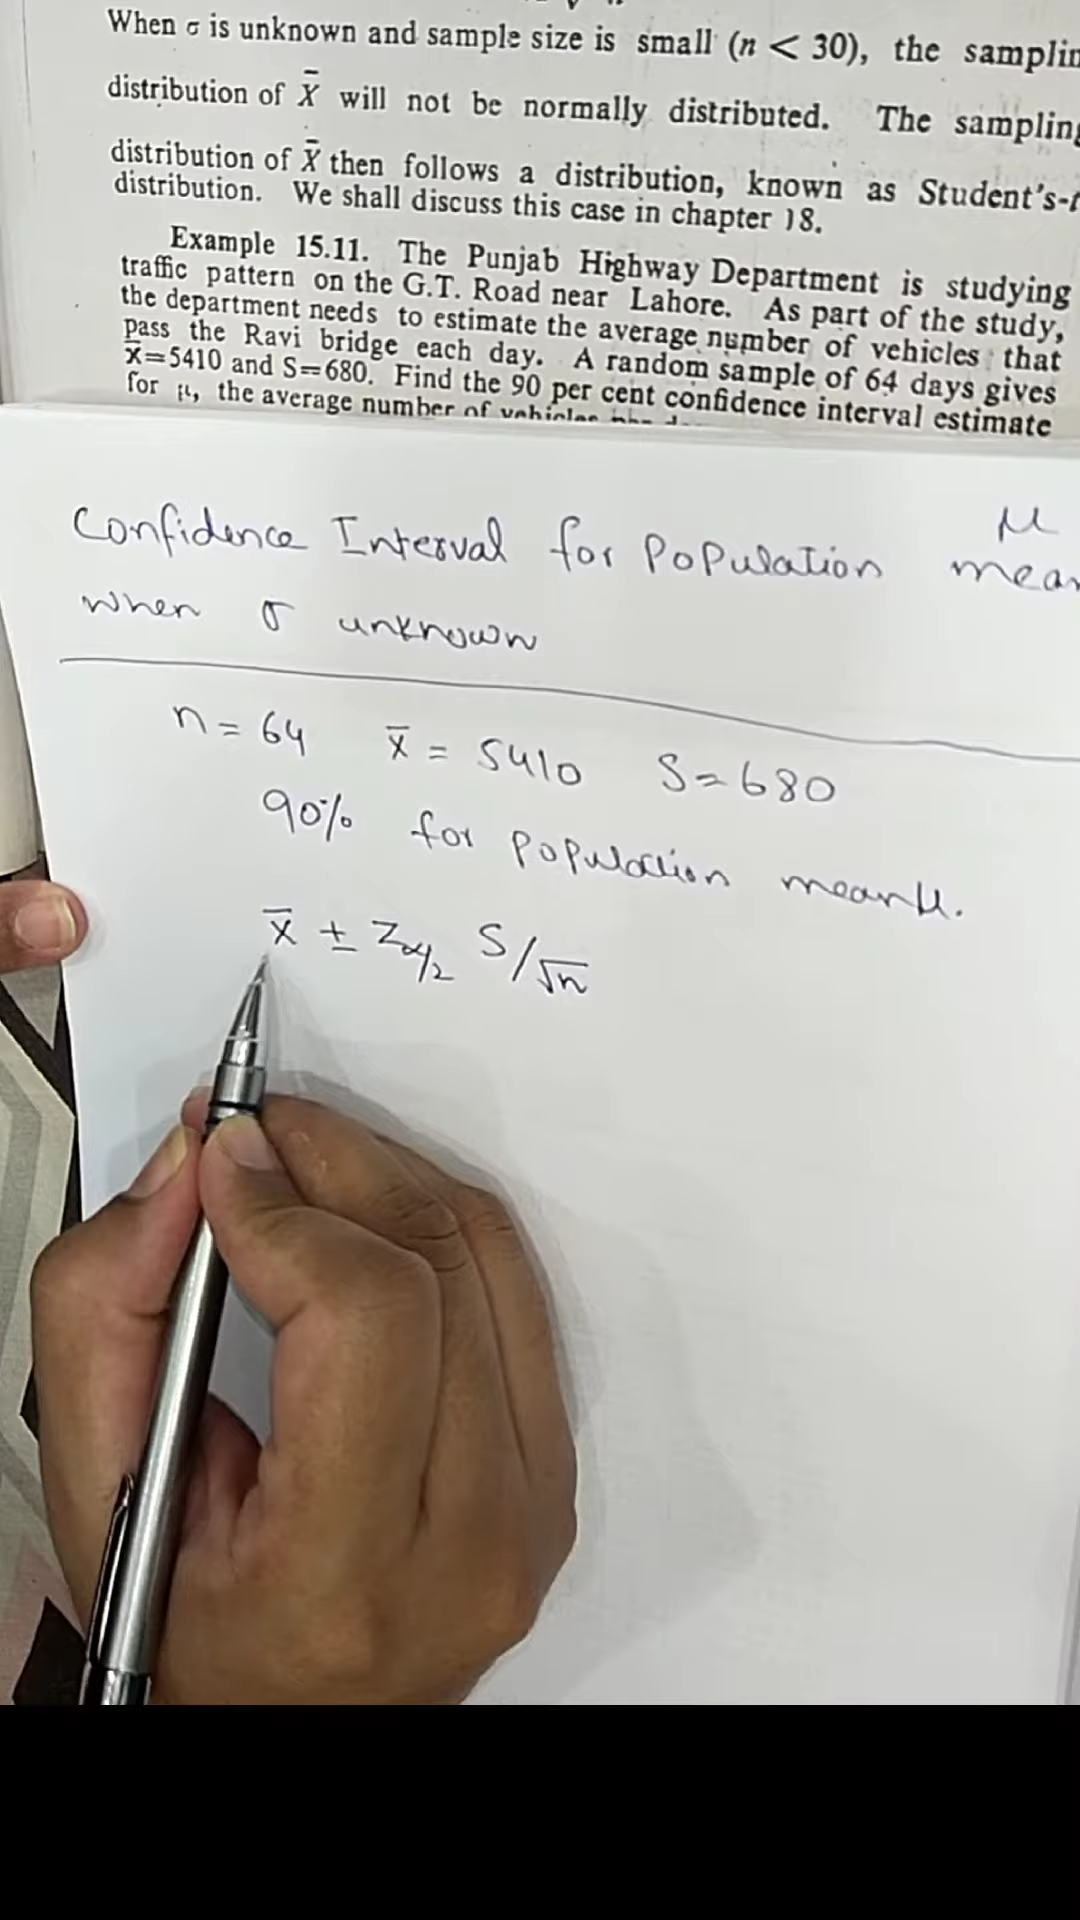 When σ is unknown and sample size is small (n < 30), the
distribution of X̄ will not be normally distributed. The
distribution of X̄ then follows a distribution, known as Student's-t
distribution. We shall discuss this case in chapter 18.
Example 15.11. The Punjab Highway Department is studying
traffic pattern on the G.T. Road near Lahore. As part of the study,
the department needs to estimate the average number of vehicles that
pass the Ravi bridge each day. A random sample of 64 days gives
x̄=5410 and S=680. Find the 90 per cent confidence interval estimate
for μ, the average number of vehicles
Confidence Interval for Population
μ
when σ unknown
n = 64 x̄ = 5410 S = 680
90% for population mean μ.
x̄ ± Zα/2 S/√n